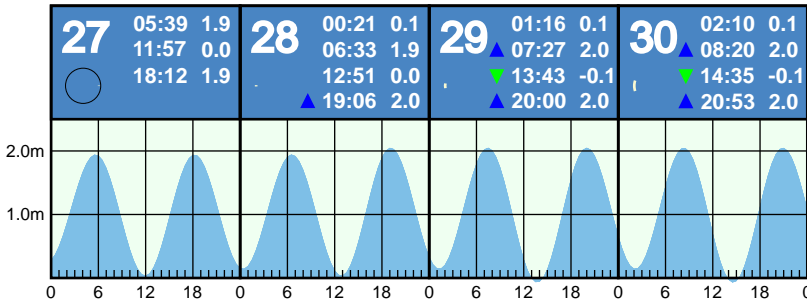 27 05:39 1.9
11:57 0.0
18:12 1.9
28 00:21 0.1
06:33 1.9
12:51 0.0
▲ 19:06 2.0
29 01:16 0.1
▲ 07:27 2.0
▼ 13:43 -0.1
▲ 20:00 2.0
30 02:10 0.1
▲ 08:20 2.0
▼ 14:35 -0.1
▲ 20:53 2.0
2.0m
1.0m
0 6 12 18 0 6 12 18 0 6 12 18 0 6 12 18 0